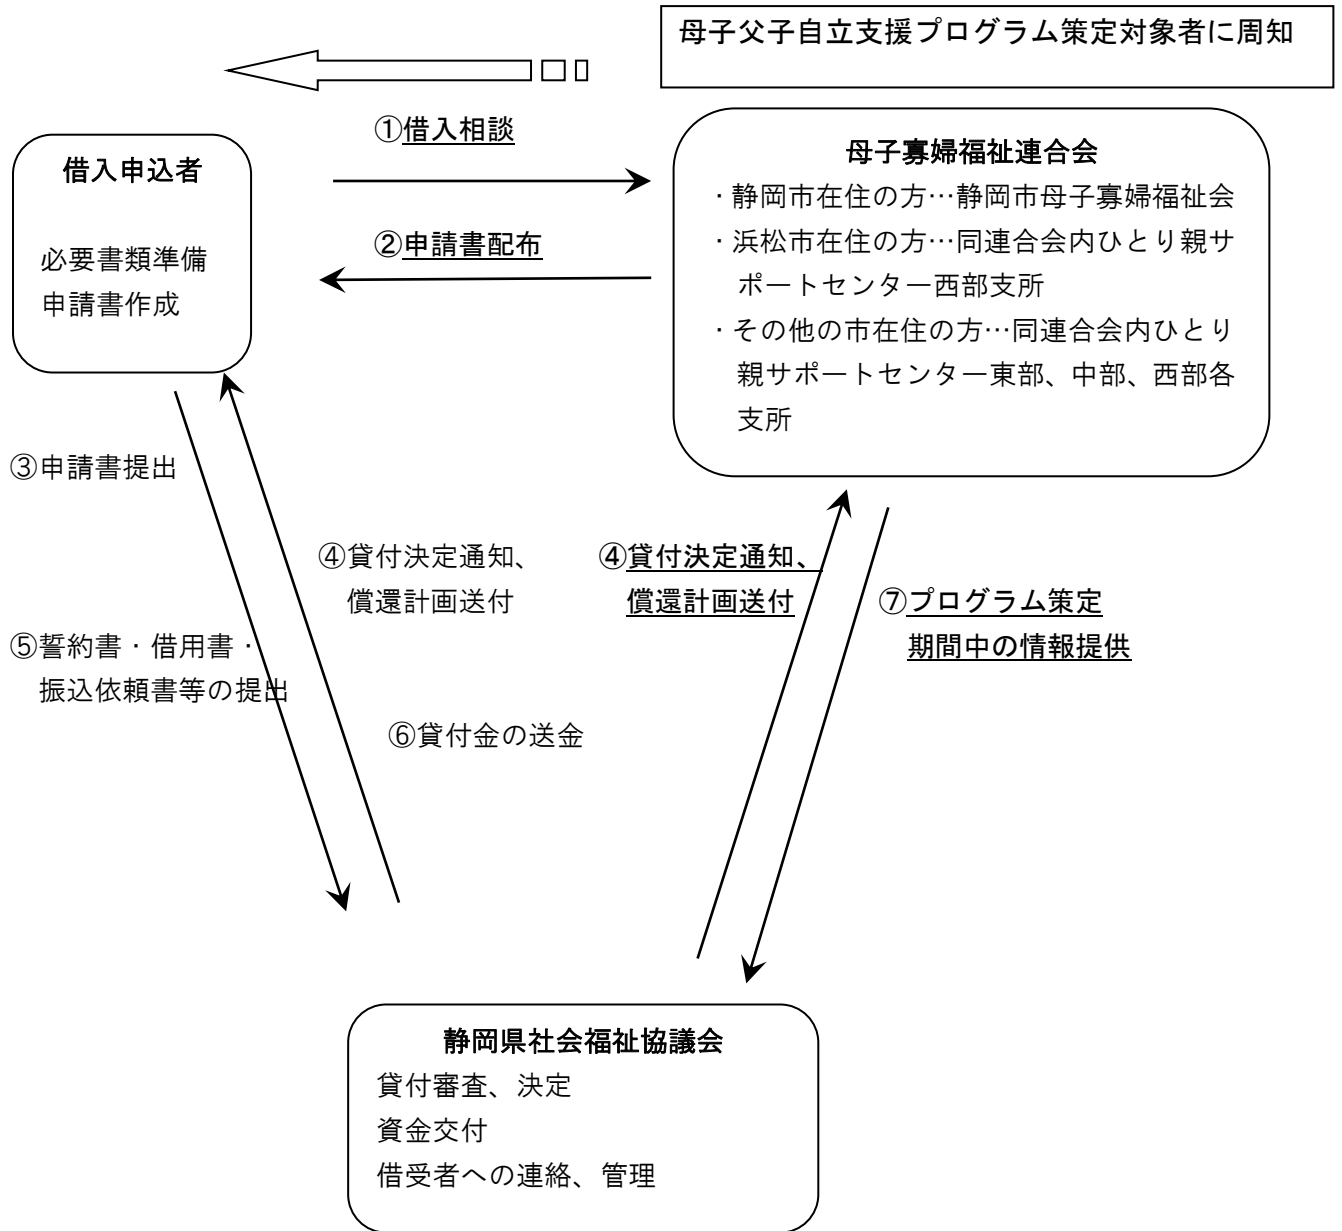 母子父子自立支援プログラム策定対象者に周知
①借入相談
借入申込者
必要書類準備
申請書作成
②申請書配布
母子寡婦福祉連合会
・静岡市在住の方…静岡市母子寡婦福祉会
・浜松市在住の方…同連合会内ひとり親サ
ポートセンター西部支所
・その他の市在住の方…同連合会内ひとり
親サポートセンター東部、中部、西部各
支所
③申請書提出
④貸付決定通知、
償還計画送付
④貸付決定通知、
償還計画送付
⑦プログラム策定
期間中の情報提供
⑤誓約書・借用書・
振込依頼書等の提出
⑥貸付金の送金
静岡県社会福祉協議会
貸付審査、決定
資金交付
借受者への連絡、管理